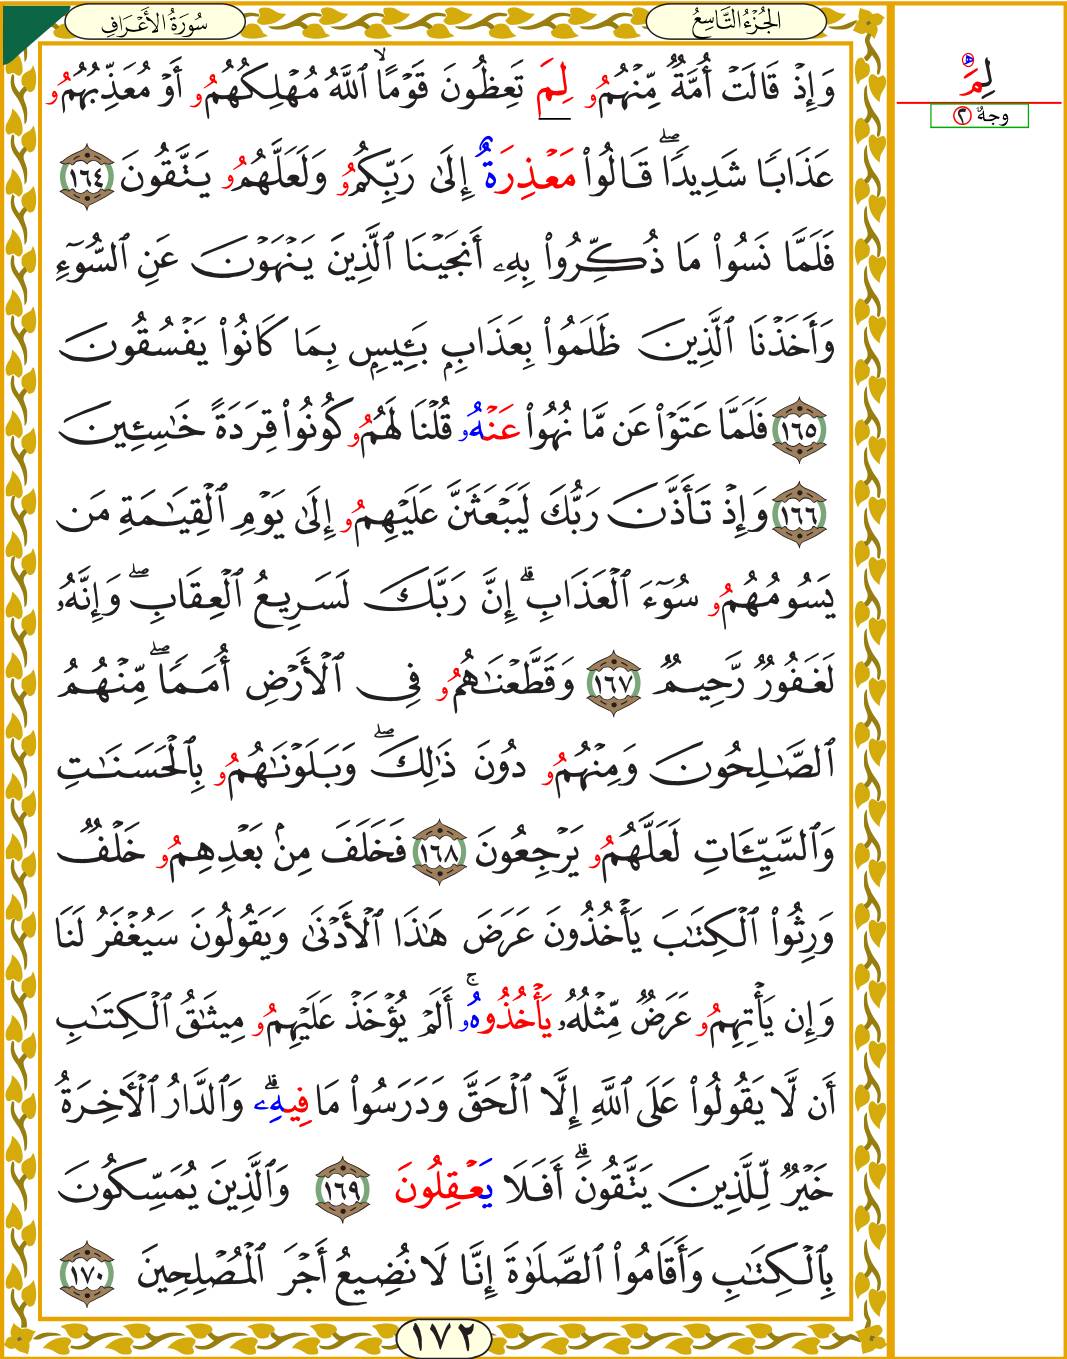 سُورَةُ الأَعۡرَافِ
الجُزۡءُ التَّاسِعُ
وَإِذۡ قَالَتۡ أُمَّةٞ مِّنۡهُمُۥ لِمَ تَعِظُونَ قَوۡمًاۙ ٱللَّهُ مُهۡلِكُهُمُۥ أَوۡ مُعَذِّبُهُمُۥ
عَذَابٗا شَدِيدٗاۖ قَالُواْ مَعۡذِرَةٌ إِلَىٰ رَبِّكُمُۥ وَلَعَلَّهُمُۥ يَتَّقُونَ ١٦٤
فَلَمَّا نَسُواْ مَا ذُكِّرُواْ بِهِۦ أَنجَيۡنَا ٱلَّذِينَ يَنۡهَوۡنَ عَنِ ٱلسُّوٓءِ
وَأَخَذۡنَا ٱلَّذِينَ ظَلَمُواْ بِعَذَابِۭ بَـِٔيسِۭ بِمَا كَانُواْ يَفۡسُقُونَ
١٦٥ فَلَمَّا عَتَوۡاْ عَن مَّا نُهُواْ عَنۡهُۥ قُلۡنَا لَهُمُۥ كُونُواْ قِرَدَةً خَٰسِـِٔينَ
١٦٦ وَإِذۡ تَأَذَّنَ رَبُّكَ لَيَبۡعَثَنَّ عَلَيۡهِمُۥ إِلَىٰ يَوۡمِ ٱلۡقِيَٰمَةِ مَن
يَسُومُهُمُۥ سُوٓءَ ٱلۡعَذَابِۗ إِنَّ رَبَّكَ لَسَرِيعُ ٱلۡعِقَابِۖ وَإِنَّهُۥ
لَغَفُورٞ رَّحِيمٞ ١٦٧ وَقَطَّعۡنَٰهُمُۥ فِي ٱلۡأَرۡضِ أُمَمٗاۖ مِّنۡهُمُ
ٱلصَّٰلِحُونَ وَمِنۡهُمُۥ دُونَ ذَٰلِكَۖ وَبَلَوۡنَٰهُمُۥ بِٱلۡحَسَنَٰتِ
وَٱلسَّيِّـَٔاتِ لَعَلَّهُمُۥ يَرۡجِعُونَ ١٦٨ فَخَلَفَ مِنۢ بَعۡدِهِمُۥ خَلۡفٞ
وَرِثُواْ ٱلۡكِتَٰبَ يَأۡخُذُونَ عَرَضَ هَٰذَا ٱلۡأَدۡنَىٰ وَيَقُولُونَ سَيُغۡفَرُ لَنَا
وَإِن يَأۡتِهِمُۥ عَرَضٞ مِّثۡلُهُۥ يَأۡخُذُوهُۥۚ أَلَمۡ يُؤۡخَذۡ عَلَيۡهِمُۥ مِيثَٰقُ ٱلۡكِتَٰبِ
أَن لَّا يَقُولُواْ عَلَى ٱللَّهِ إِلَّا ٱلۡحَقَّ وَدَرَسُواْ مَا فِيهِۦۗ وَٱلدَّارُ ٱلۡأٓخِرَةُ
خَيۡرٞ لِّلَّذِينَ يَتَّقُونَۗ أَفَلَا يَعۡقِلُونَ ١٦٩ وَٱلَّذِينَ يُمَسِّكُونَ
بِٱلۡكِتَٰبِ وَأَقَامُواْ ٱلصَّلَوٰةَ إِنَّا لَا نُضِيعُ أَجۡرَ ٱلۡمُصۡلِحِينَ ١٧٠
١٧٢
لِمَ ه
وجهٌ ٢